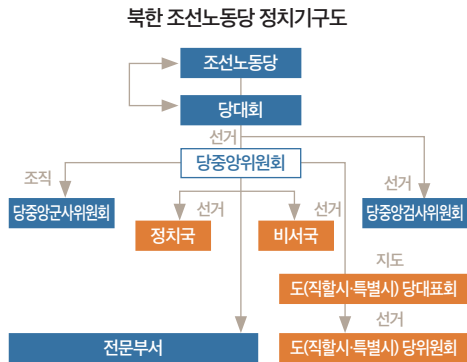 북한 조선노동당 정치기구도
조선노동당
당대회
선거
당중앙위원회
조직
선거
당중앙군사위원회
당중앙검사위원회
선거
선거
정치국
비서국
지도
도(직할시·특별시) 당대표회
선거
전문부서
도(직할시·특별시) 당위원회